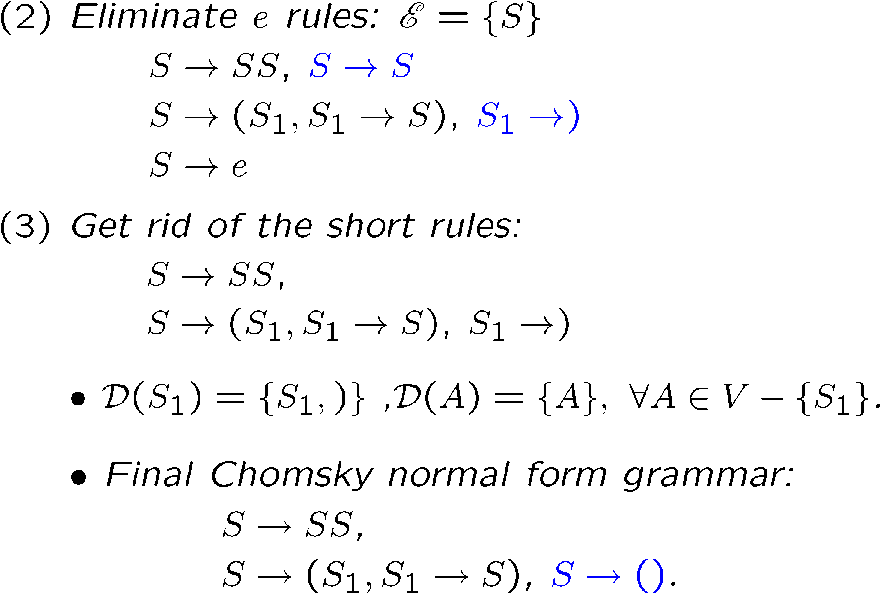 (2) Eliminate e rules: ℰ = {S}
S → SS, S → S
S → (S₁, S₁ → S), S₁ →)
S → e
(3) Get rid of the short rules:
S → SS,
S → (S₁, S₁ → S), S₁ →)
• 𝒟(S₁) = {S₁, )} ,𝒟(A) = {A}, ∀A ∈ V − {S₁}.
• Final Chomsky normal form grammar:
S → SS,
S → (S₁, S₁ → S), S → ().